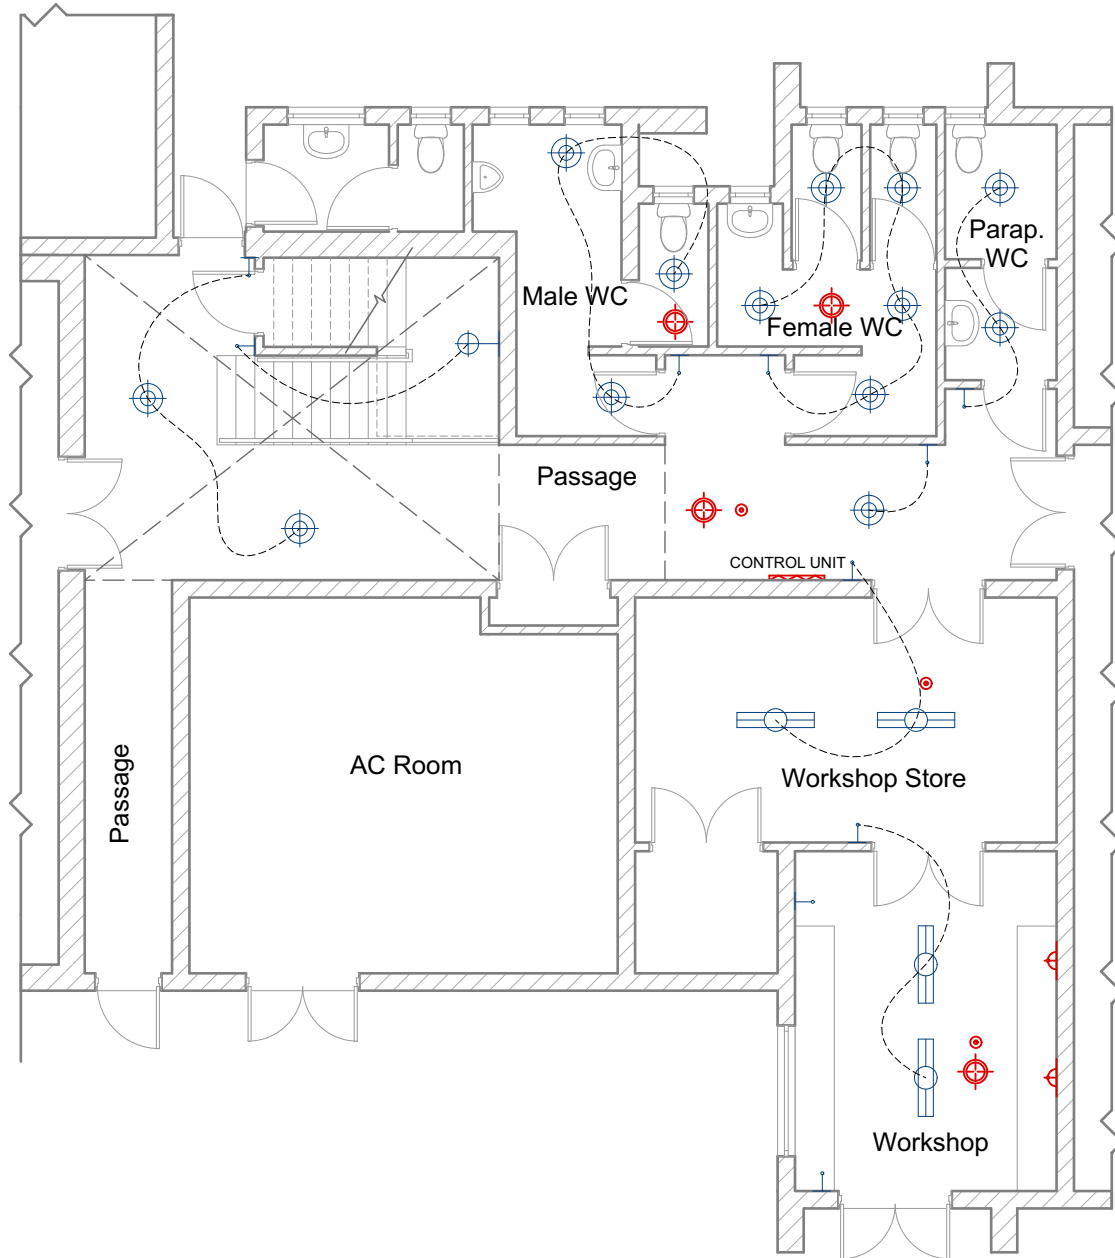 Parap.
WC
Male WC
Female WC
Passage
CONTROL UNIT
AC Room
Workshop Store
Passage
Workshop